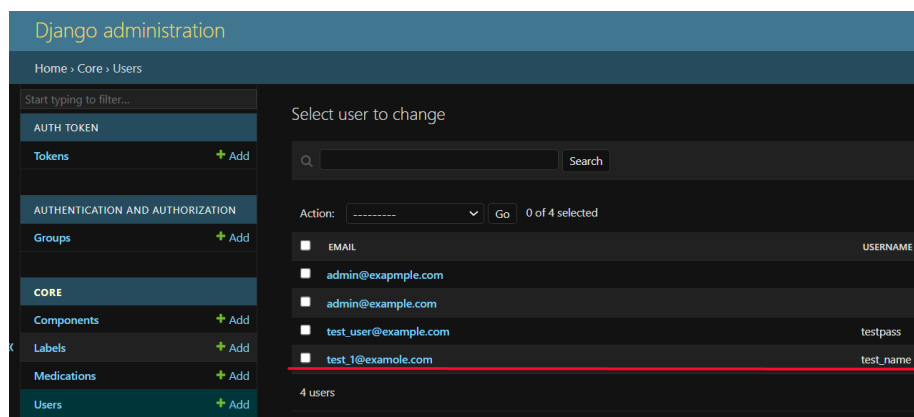 Django administration
Home › Core › Users
Start typing to filter...
AUTH TOKEN
Tokens + Add
AUTHENTICATION AND AUTHORIZATION
Groups + Add
CORE
Components + Add
Labels + Add
Medications + Add
Users + Add
Select user to change
Search
Action: --------- Go 0 of 4 selected
EMAIL USERNAME
admin@exapmple.com
admin@example.com
test_user@example.com testpass
test_1@examole.com test_name
4 users